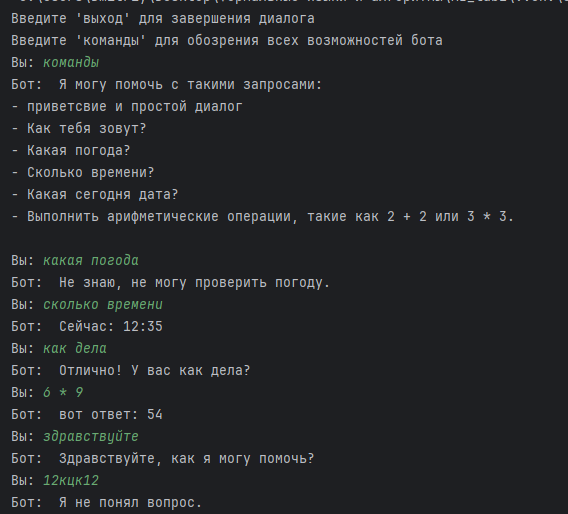 Введите 'выход' для завершения диалога
Введите 'команды' для обозрения всех возможностей бота
Вы: команды
Бот:  Я могу помочь с такими запросами:
- приветсвие и простой диалог
- Как тебя зовут?
- Какая погода?
- Сколько времени?
- Какая сегодня дата?
- Выполнить арифметические операции, такие как 2 + 2 или 3 * 3.
Вы: какая погода
Бот:  Не знаю, не могу проверить погоду.
Вы: сколько времени
Бот:  Сейчас: 12:35
Вы: как дела
Бот:  Отлично! У вас как дела?
Вы: 6 * 9
Бот:  вот ответ: 54
Вы: здравствуйте
Бот:  Здравствуйте, как я могу помочь?
Вы: 12кцк12
Бот:  Я не понял вопрос.